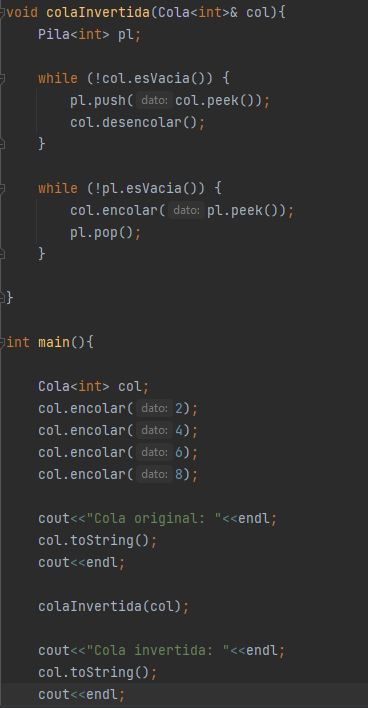 void colaInvertida(Cola<int>& col){
    Pila<int> pl;

    while (!col.esVacia()) {
        pl.push( dato: col.peek());
        col.desencolar();
    }

    while (!pl.esVacia()) {
        col.encolar( dato: pl.peek());
        pl.pop();
    }

}

int main(){

    Cola<int> col;
    col.encolar( dato: 2);
    col.encolar( dato: 4);
    col.encolar( dato: 6);
    col.encolar( dato: 8);

    cout<<"Cola original: "<<endl;
    col.toString();
    cout<<endl;

    colaInvertida(col);

    cout<<"Cola invertida: "<<endl;
    col.toString();
    cout<<endl;